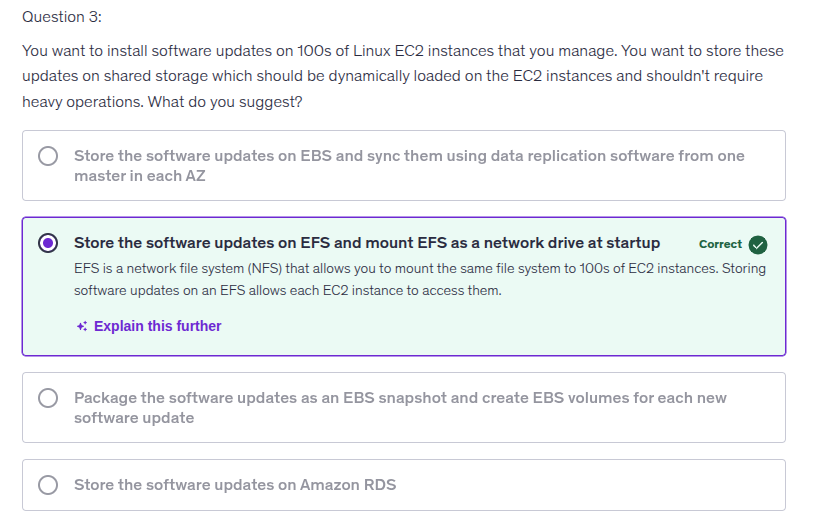 Question 3:
You want to install software updates on 100s of Linux EC2 instances that you manage. You want to store these
updates on shared storage which should be dynamically loaded on the EC2 instances and shouldn't require
heavy operations. What do you suggest?
Store the software updates on EBS and sync them using data replication software from one
master in each AZ
Store the software updates on EFS and mount EFS as a network drive at startup
Correct
EFS is a network file system (NFS) that allows you to mount the same file system to 100s of EC2 instances. Storing
software updates on an EFS allows each EC2 instance to access them.
Explain this further
Package the software updates as an EBS snapshot and create EBS volumes for each new
software update
Store the software updates on Amazon RDS